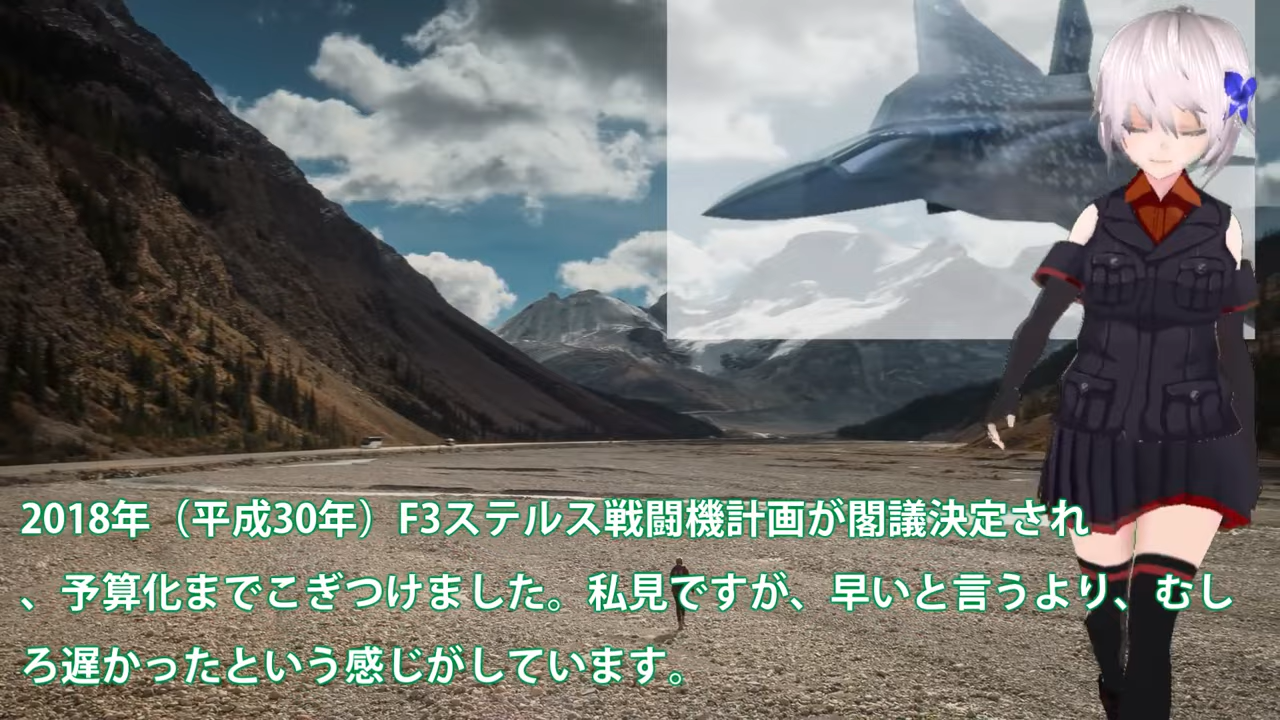 2018年（平成30年）F3ステルス戦闘機計画が閣議決定され
、予算化までこぎつけました。私見ですが、早いと言うより、むし
ろ遅かったという感じがしています。